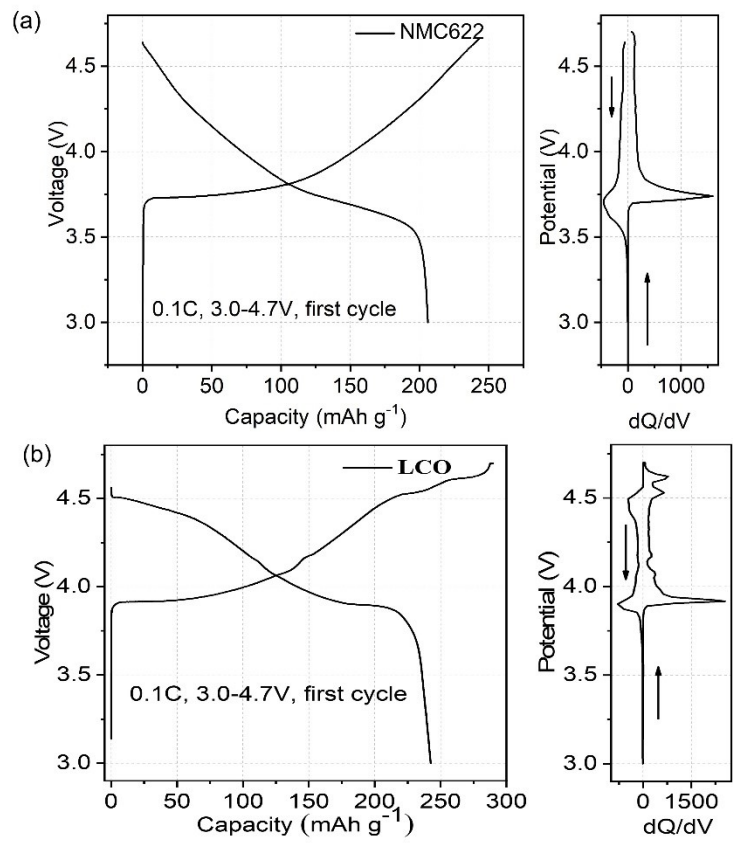 (a)
NMC622
4.5
4.0
3.5
3.0
Voltage (V)
0.1C, 3.0-4.7V, first cycle
0 50 100 150 200 250
Capacity (mAh g-1)
4.5
4.0
3.5
3.0
Potential (V)
0 1000
dQ/dV
(b)
LCO
4.5
4.0
3.5
3.0
Voltage (V)
0.1C, 3.0-4.7V, first cycle
0 50 100 150 200 250 300
Capacity (mAh g-1)
4.5
4.0
3.5
3.0
Potential (V)
0 1500
dQ/dV